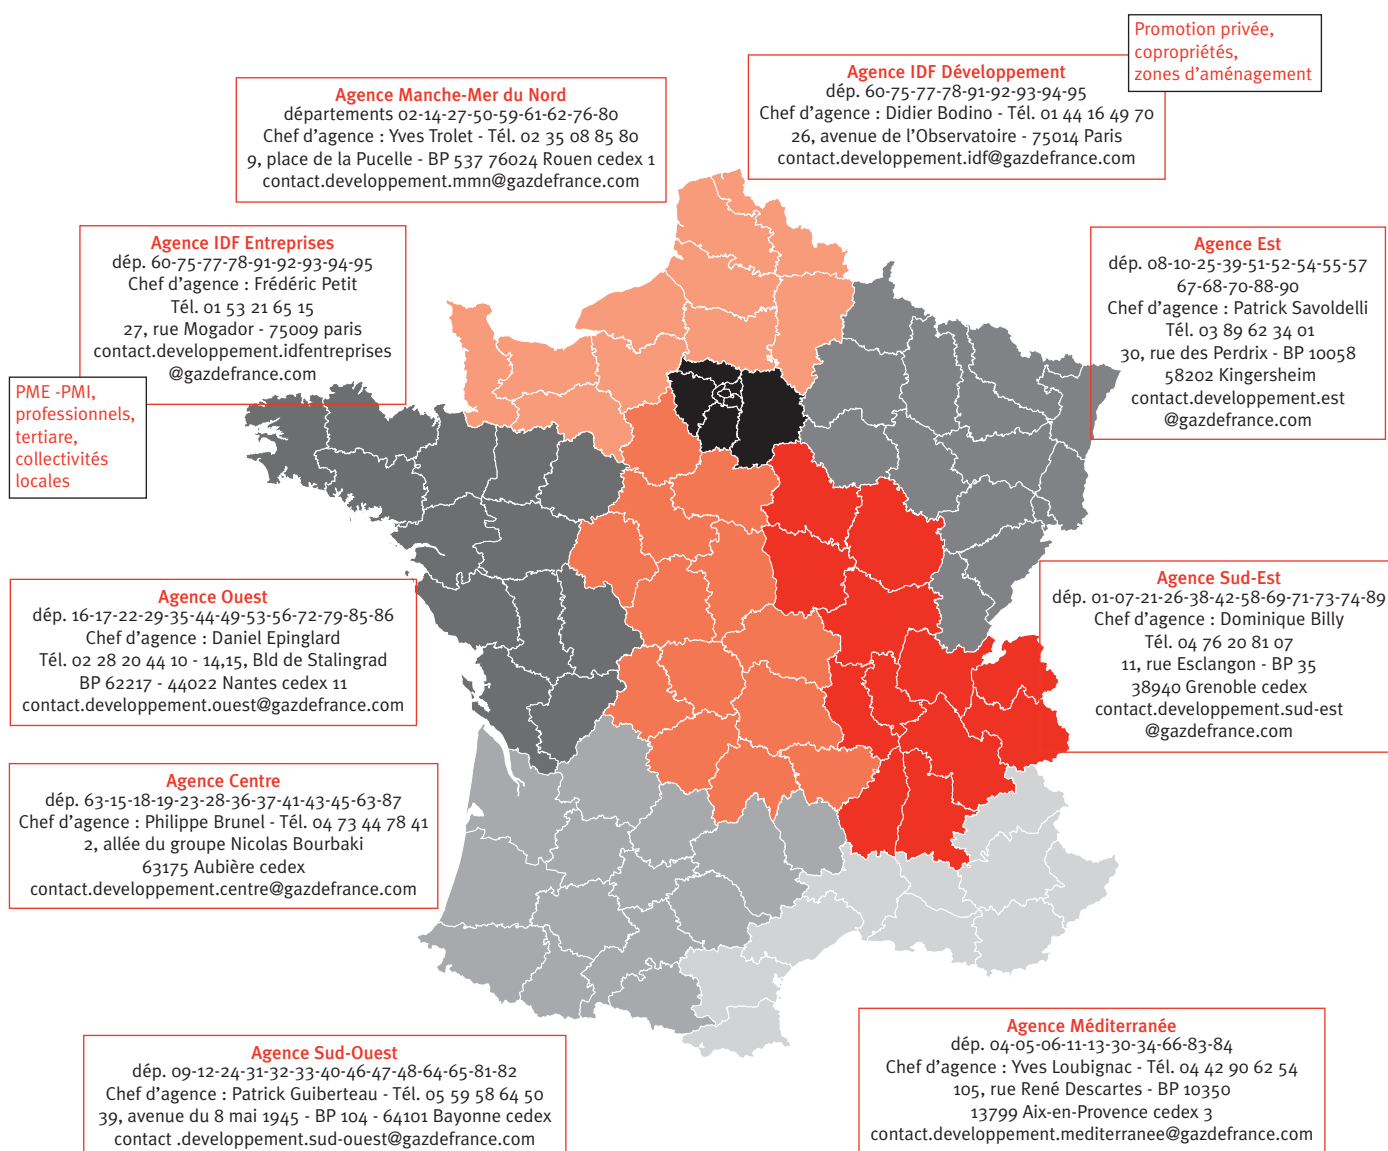 Promotion privée,
copropriétés,
zones d’aménagement
Agence IDF Développement
dép. 60-75-77-78-91-92-93-94-95
Chef d’agence : Didier Bodino - Tél. 01 44 16 49 70
26, avenue de l’Observatoire - 75014 Paris
contact.developpement.idf@gazdefrance.com
Agence Manche-Mer du Nord
départements 02-14-27-50-59-61-62-76-80
Chef d’agence : Yves Trolet - Tél. 02 35 08 85 80
9, place de la Pucelle - BP 537 76024 Rouen cedex 1
contact.developpement.mmn@gazdefrance.com
Agence IDF Entreprises
dép. 60-75-77-78-91-92-93-94-95
Chef d’agence : Frédéric Petit
Tél. 01 53 21 65 15
27, rue Mogador - 75009 paris
contact.developpement.idfentreprises
@gazdefrance.com
PME -PMI,
professionnels,
tertiaire,
collectivités
locales
Agence Est
dép. 08-10-25-39-51-52-54-55-57
67-68-70-88-90
Chef d’agence : Patrick Savoldelli
Tél. 03 89 62 34 01
30, rue des Perdrix - BP 10058
58202 Kingersheim
contact.developpement.est
@gazdefrance.com
Agence Ouest
dép. 16-17-22-29-35-44-49-53-56-72-79-85-86
Chef d’agence : Daniel Epinglard
Tél. 02 28 20 44 10 - 14,15, Bld de Stalingrad
BP 62217 - 44022 Nantes cedex 11
contact.developpement.ouest@gazdefrance.com
Agence Sud-Est
dép. 01-07-21-26-38-42-58-69-71-73-74-89
Chef d’agence : Dominique Billy
Tél. 04 76 20 81 07
11, rue Esclangon - BP 35
38940 Grenoble cedex
contact.developpement.sud-est
@gazdefrance.com
Agence Centre
dép. 63-15-18-19-23-28-36-37-41-43-45-63-87
Chef d’agence : Philippe Brunel - Tél. 04 73 44 78 41
2, allée du groupe Nicolas Bourbaki
63175 Aubière cedex
contact.developpement.centre@gazdefrance.com
Agence Sud-Ouest
dép. 09-12-24-31-32-33-40-46-47-48-64-65-81-82
Chef d’agence : Patrick Guiberteau - Tél. 05 59 58 64 50
39, avenue du 8 mai 1945 - BP 104 - 64101 Bayonne cedex
contact .developpement.sud-ouest@gazdefrance.com
Agence Méditerranée
dép. 04-05-06-11-13-30-34-66-83-84
Chef d’agence : Yves Loubignac - Tél. 04 42 90 62 54
105, rue René Descartes - BP 10350
13799 Aix-en-Provence cedex 3
contact.developpement.mediterranee@gazdefrance.com